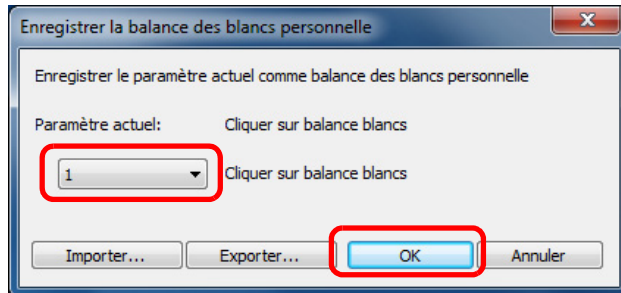 Enregistrer la balance des blancs personnelle
Enregistrer le paramètre actuel comme balance des blancs personnelle
Paramètre actuel: Cliquer sur balance blancs
1 Cliquer sur balance blancs
Importer... Exporter... OK Annuler